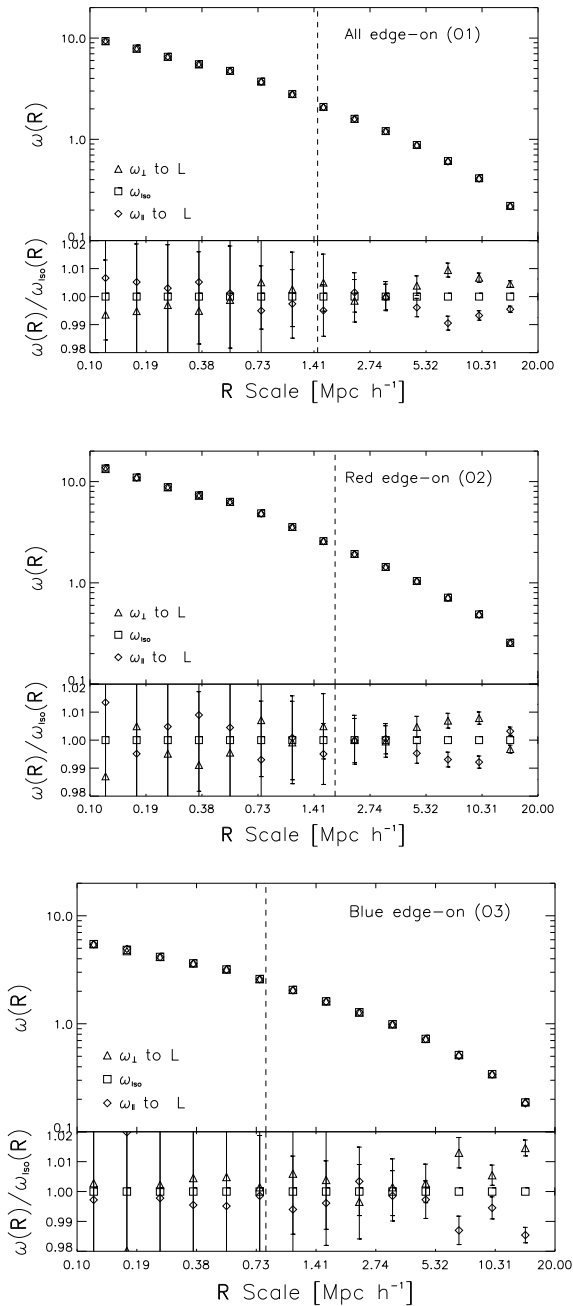 All edge-on (O1)
10.0
1.0
0.1
ω(R)
ω⊥ to L
ωIso
ω|| to L
1.02
1.01
1.00
0.99
0.98
ω(R)/ωIso(R)
0.10 0.19 0.38 0.73 1.41 2.74 5.32 10.31 20.00
R Scale [Mpc h⁻¹]
Red edge-on (O2)
10.0
1.0
0.1
ω(R)
ω⊥ to L
ωIso
ω|| to L
1.02
1.01
1.00
0.99
0.98
ω(R)/ωIso(R)
0.10 0.19 0.38 0.73 1.41 2.74 5.32 10.31 20.00
R Scale [Mpc h⁻¹]
Blue edge-on (O3)
10.0
1.0
0.1
ω(R)
ω⊥ to L
ωIso
ω|| to L
1.02
1.01
1.00
0.99
0.98
ω(R)/ωIso(R)
0.10 0.19 0.38 0.73 1.41 2.74 5.32 10.31 20.00
R Scale [Mpc h⁻¹]